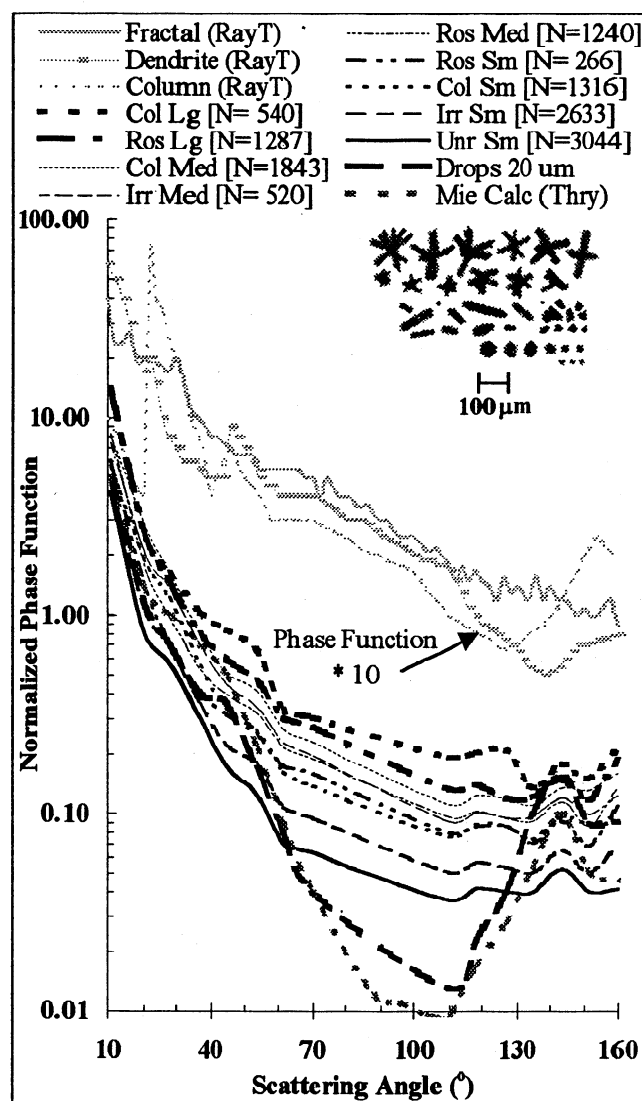 Fractal (RayT)
Dendrite (RayT)
Column (RayT)
Col Lg [N= 540]
Ros Lg [N=1287]
Col Med [N=1843]
Irr Med [N= 520]
Ros Med [N=1240]
Ros Sm [N= 266]
Col Sm [N=1316]
Irr Sm [N=2633]
Unr Sm [N=3044]
Drops 20 um
Mie Calc (Thry)
100.00
10.00
1.00
0.10
0.01
Normalized Phase Function
100 µm
Phase Function
* 10
10 40 70 100 130 160
Scattering Angle (°)